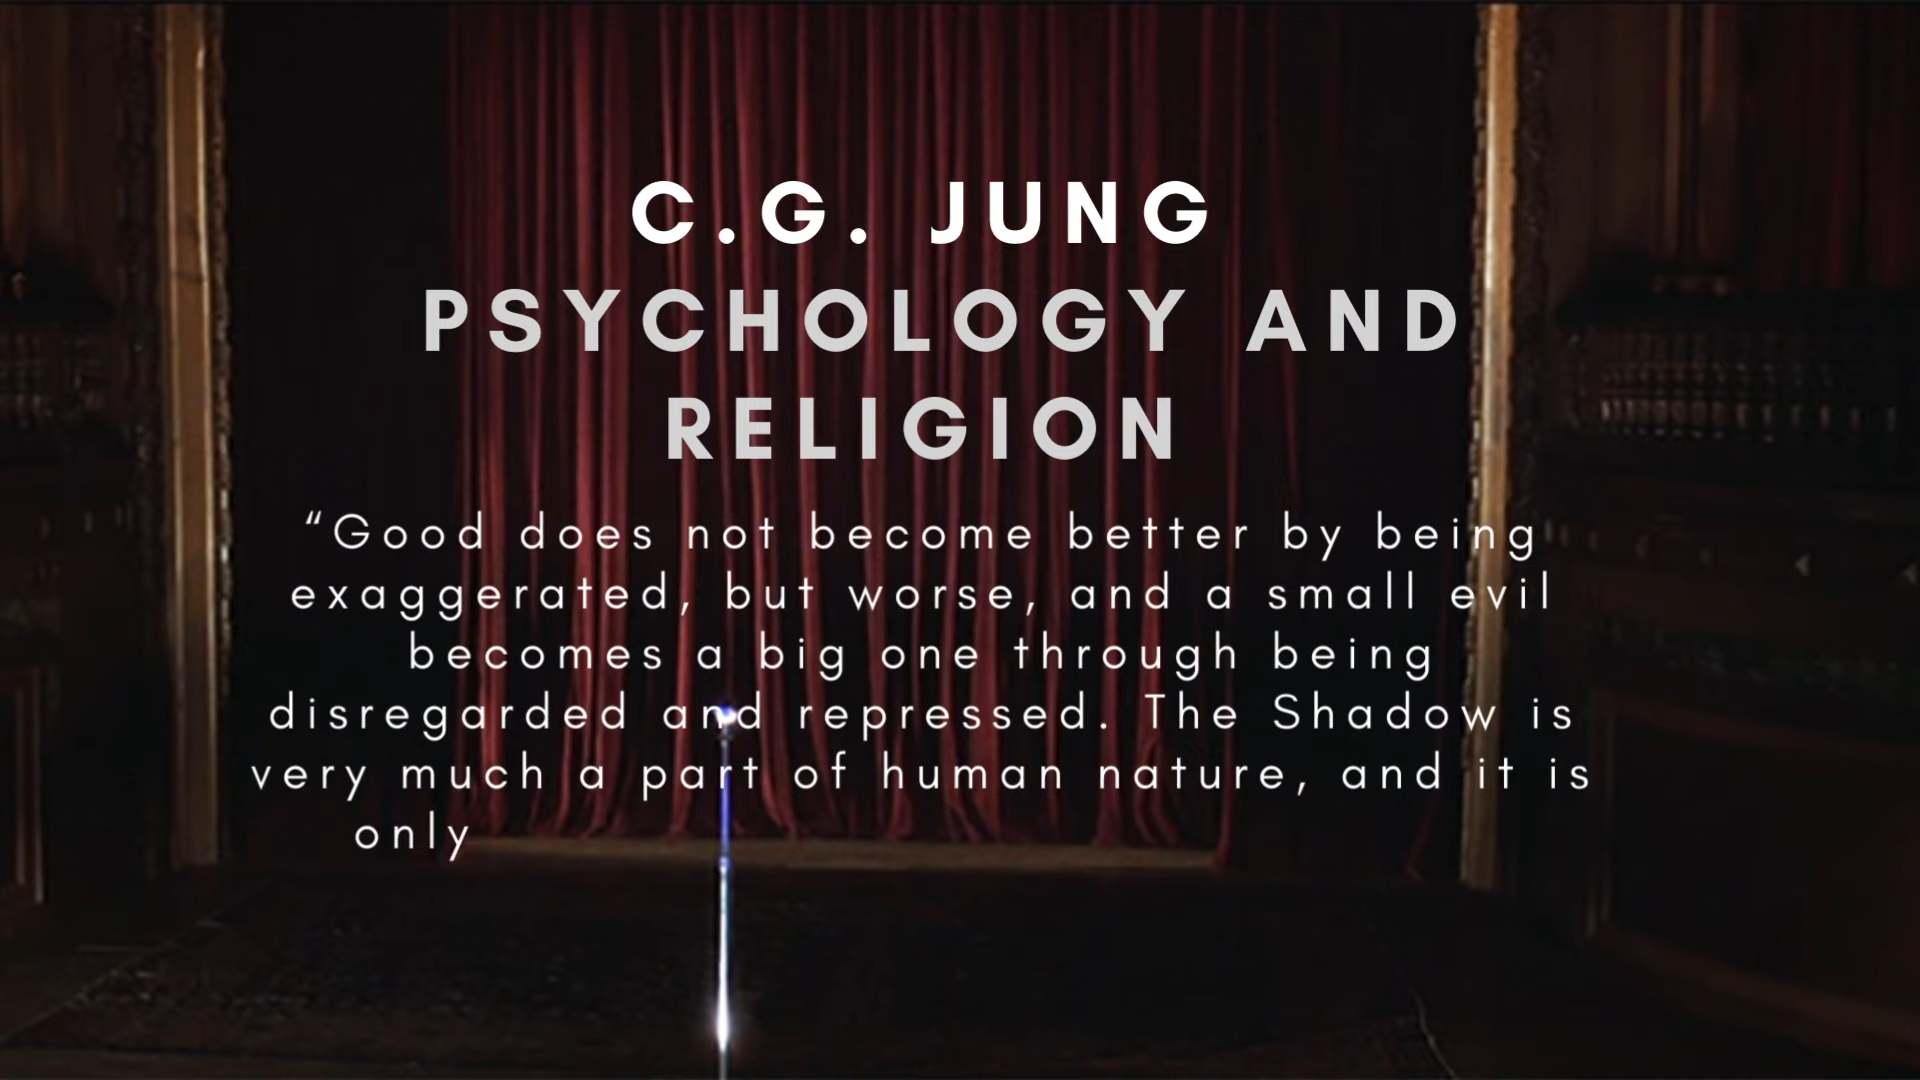 C.G. JUNG
PSYCHOLOGY AND
RELIGION
“Good does not become better by being
exaggerated, but worse, and a small evil
becomes a big one through being
disregarded and repressed. The Shadow is
very much a part of human nature, and it is
only